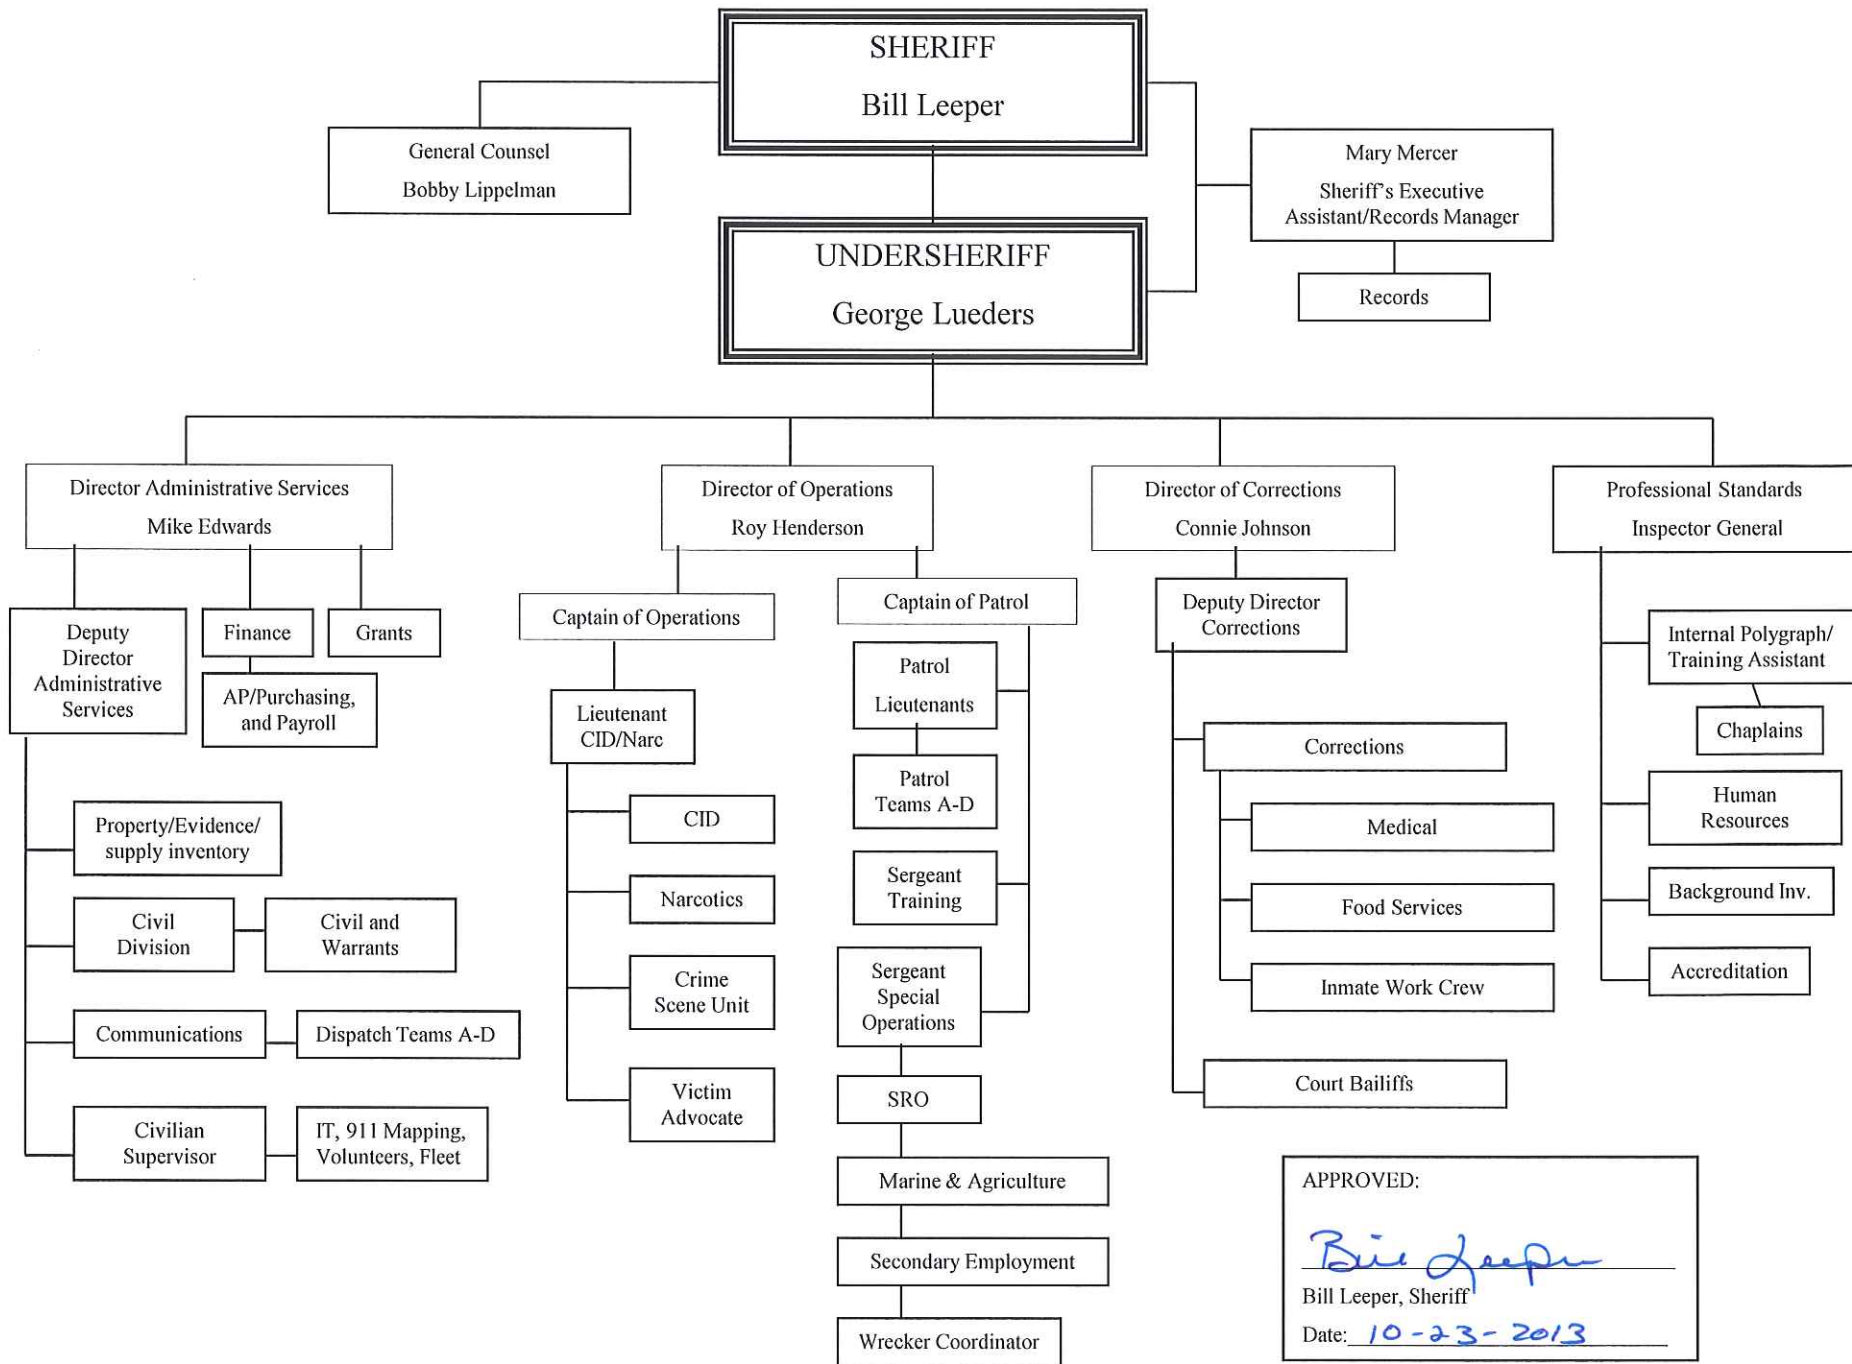 SHERIFF
Bill Leeper
General Counsel
Bobby Lippelman
Mary Mercer
Sheriff's Executive
Assistant/Records Manager
Records
UNDERSHERIFF
George Lueders
Director Administrative Services
Mike Edwards
Director of Operations
Roy Henderson
Director of Corrections
Connie Johnson
Professional Standards
Inspector General
Deputy
Director
Administrative
Services
Finance
Grants
AP/Purchasing,
and Payroll
Property/Evidence/
supply inventory
Civil
Division
Civil and
Warrants
Communications
Dispatch Teams A-D
Civilian
Supervisor
IT, 911 Mapping,
Volunteers, Fleet
Captain of Operations
Lieutenant
CID/Narc
CID
Narcotics
Crime
Scene Unit
Victim
Advocate
Captain of Patrol
Patrol
Lieutenants
Patrol
Teams A-D
Sergeant
Training
Sergeant
Special
Operations
SRO
Marine & Agriculture
Secondary Employment
Wrecker Coordinator
Deputy Director
Corrections
Corrections
Medical
Food Services
Inmate Work Crew
Court Bailiffs
Internal Polygraph/
Training Assistant
Chaplains
Human
Resources
Background Inv.
Accreditation
APPROVED:
Bill Leeper
Bill Leeper, Sheriff
Date: 10-23-2013